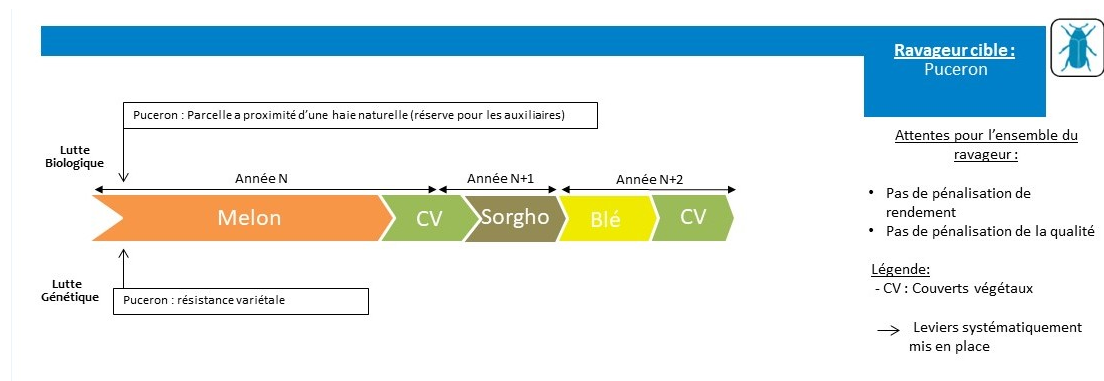 Ravageur cible :
Puceron
Puceron : Parcelle a proximité d'une haie naturelle (réserve pour les auxiliaires)
Lutte
Biologique
Année N
Année N+1
Année N+2
Melon
CV
Sorgho
Blé
CV
Lutte
Génétique
Puceron : résistance variétale
Attentes pour l'ensemble du
ravageur :
• Pas de pénalisation de
rendement
• Pas de pénalisation de la qualité
Légende:
- CV : Couverts végétaux
Leviers systématiquement
mis en place